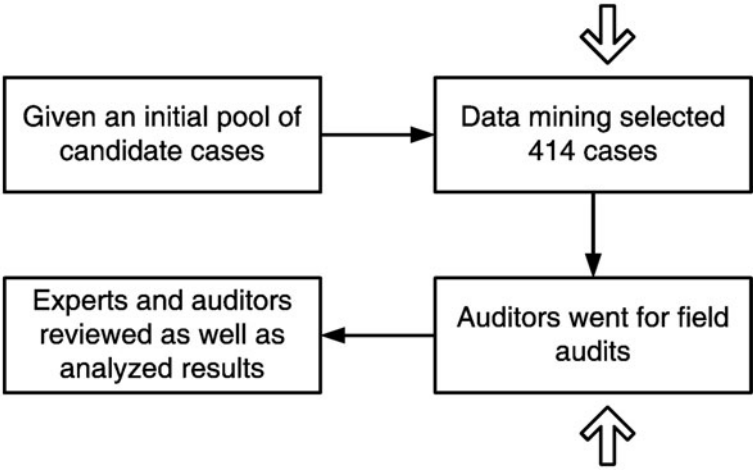 Given an initial pool of
candidate cases
Data mining selected
414 cases
Auditors went for field
audits
Experts and auditors
reviewed as well as
analyzed results